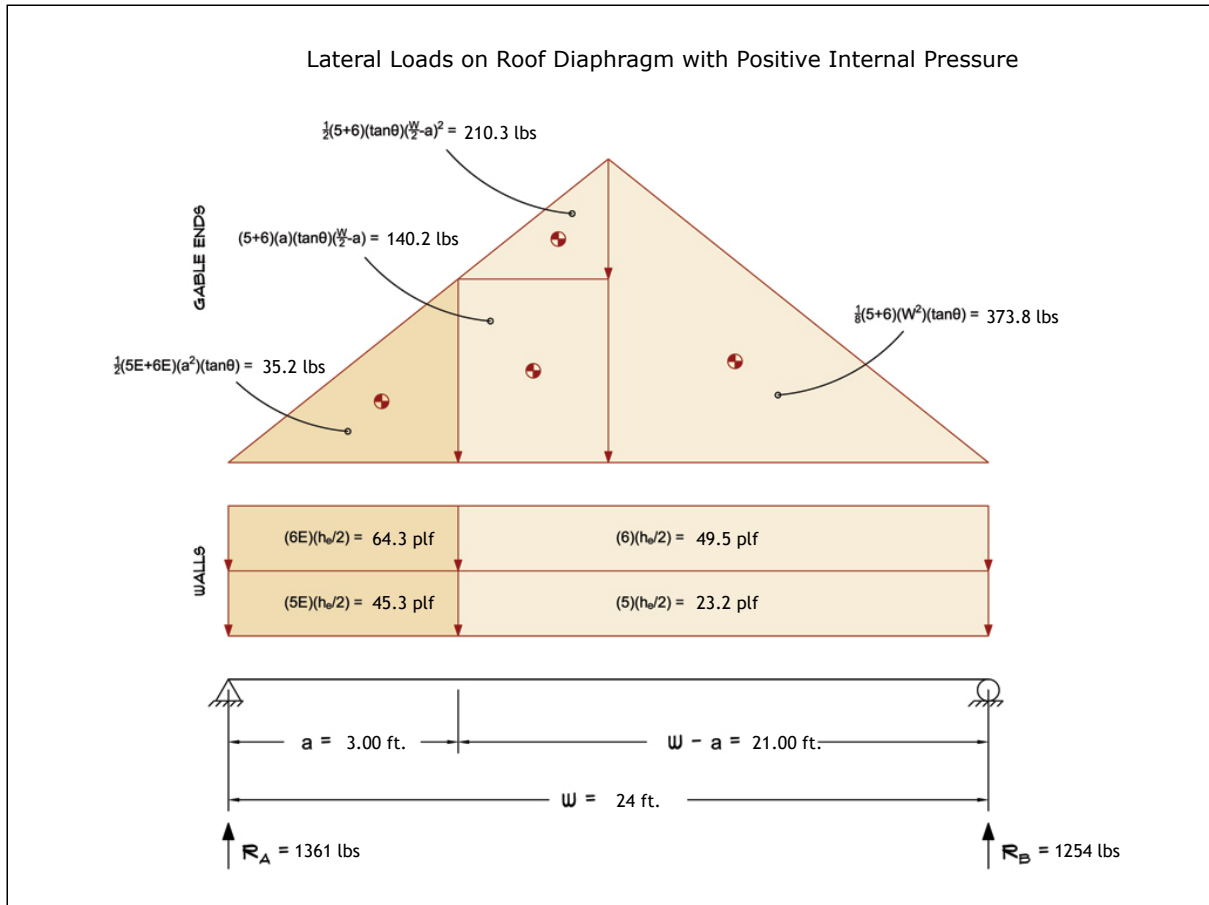 Lateral Loads on Roof Diaphragm with Positive Internal Pressure
½(5+6)(tanθ)(W/2-a)² = 210.3 lbs
GABLE ENDS
(5+6)(a)(tanθ)(W/2-a) = 140.2 lbs
⅛(5+6)(W²)(tanθ) = 373.8 lbs
½(5E+6E)(a²)(tanθ) = 35.2 lbs
WALLS
(6E)(hₑ/2) = 64.3 plf
(6)(hₑ/2) = 49.5 plf
(5E)(hₑ/2) = 45.3 plf
(5)(hₑ/2) = 23.2 plf
a = 3.00 ft.
W - a = 21.00 ft.
W = 24 ft.
R_A = 1361 lbs
R_B = 1254 lbs